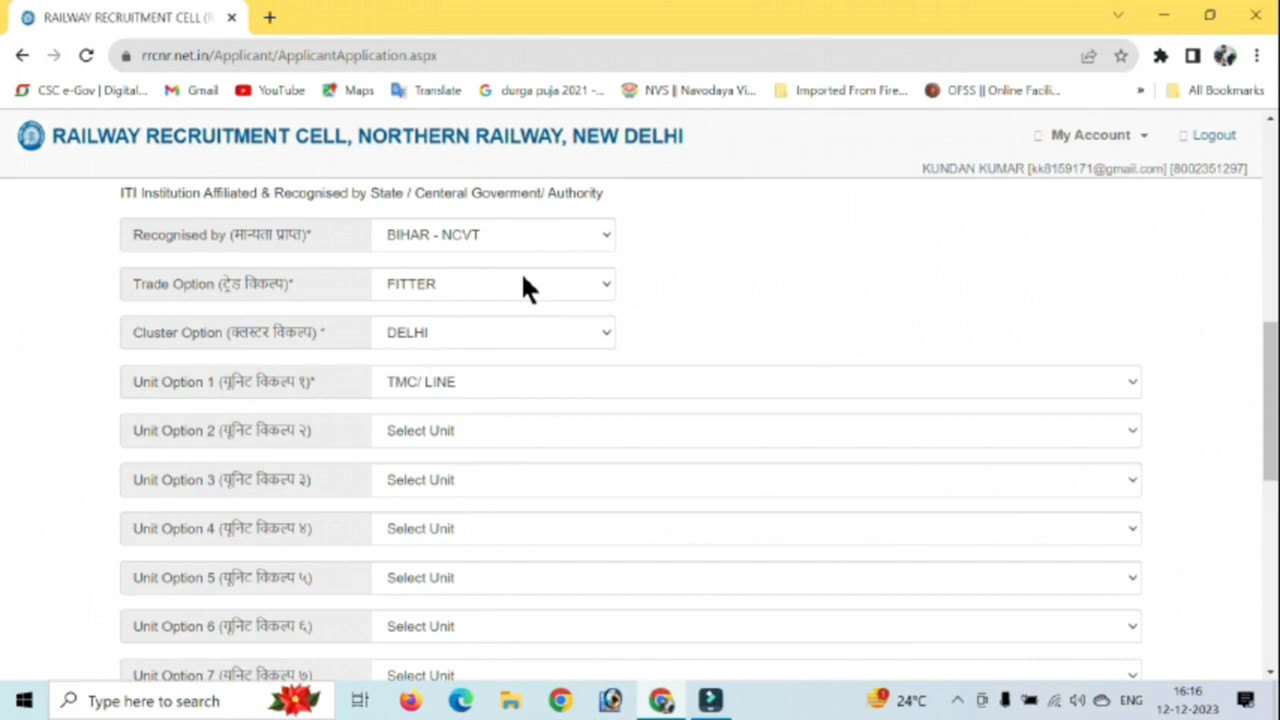 RAILWAY RECRUITMENT CELL (R
rrcnr.net.in/Applicant/ApplicantApplication.aspx
CSC e-Gov | Digital... Gmail YouTube Maps Translate durga puja 2021 -... NVS || Navodaya Vi... Imported From Fire... OFSS || Online Facili... » All Bookmarks
RAILWAY RECRUITMENT CELL, NORTHERN RAILWAY, NEW DELHI My Account Logout
KUNDAN KUMAR [kk8159171@gmail.com] [8002351297]
ITI Institution Affiliated & Recognised by State / Centeral Goverment/ Authority
Recognised by (मान्यता प्राप्त)* BIHAR - NCVT
Trade Option (ट्रेड विकल्प)* FITTER
Cluster Option (क्लस्टर विकल्प) * DELHI
Unit Option 1 (यूनिट विकल्प १)* TMC/ LINE
Unit Option 2 (यूनिट विकल्प २) Select Unit
Unit Option 3 (यूनिट विकल्प ३) Select Unit
Unit Option 4 (यूनिट विकल्प ४) Select Unit
Unit Option 5 (यूनिट विकल्प ५) Select Unit
Unit Option 6 (यूनिट विकल्प ६) Select Unit
Unit Option 7 (यूनिट विकल्प ७) Select Unit
Type here to search 24°C ENG 16:16
12-12-2023